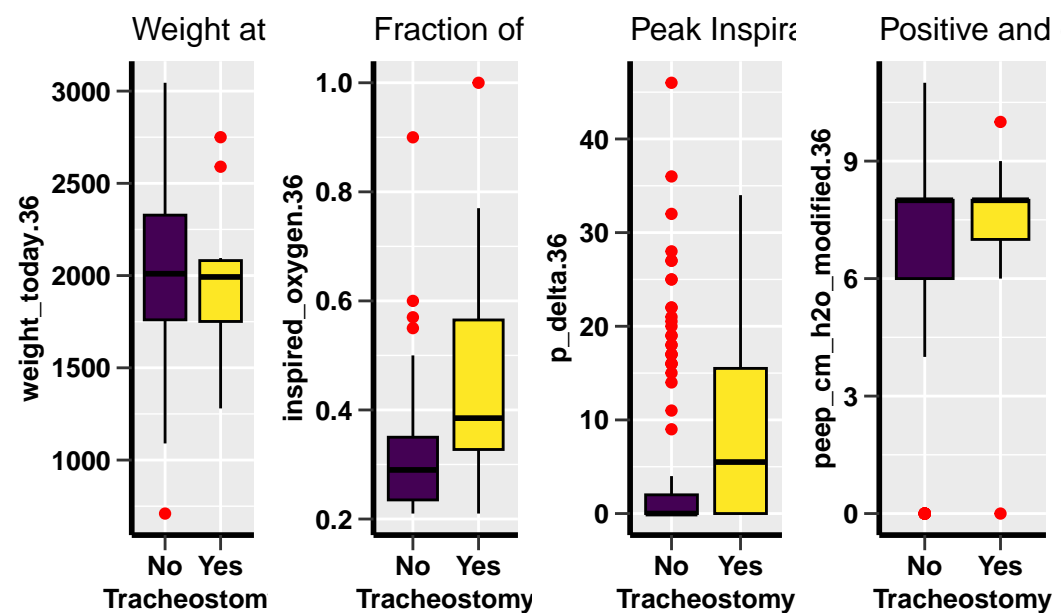 Weight at
weight_today.36
3000
2500
2000
1500
1000
No Yes
Tracheostom
Fraction of
inspired_oxygen.36
1.0
0.8
0.6
0.4
0.2
No Yes
Tracheostomy
Peak Inspira
p_delta.36
40
30
20
10
0
No Yes
Tracheostomy
Positive and
peep_cm_h2o_modified.36
9
6
3
0
No Yes
Tracheostomy